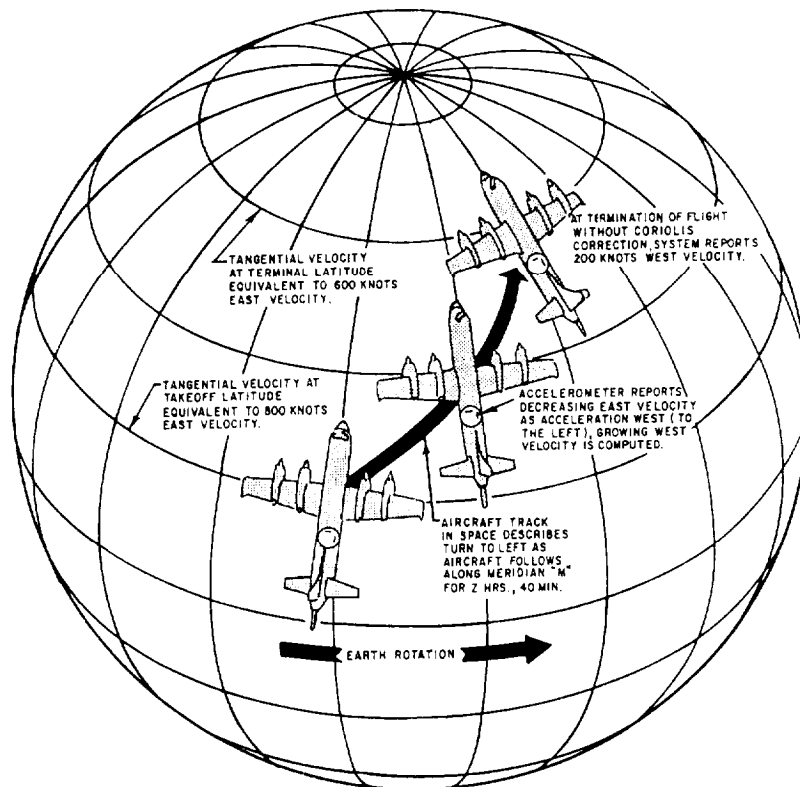 AT TERMINATION OF FLIGHT
WITHOUT CORIOLIS
CORRECTION, SYSTEM REPORTS
200 KNOTS WEST VELOCITY.
TANGENTIAL VELOCITY
AT TERMINAL LATITUDE
EQUIVALENT TO 600 KNOTS
EAST VELOCITY.
TANGENTIAL VELOCITY AT
TAKEOFF LATITUDE
EQUIVALENT TO 800 KNOTS
EAST VELOCITY.
ACCELEROMETER REPORTS
DECREASING EAST VELOCITY
AS ACCELERATION WEST (TO
THE LEFT), GROWING WEST
VELOCITY IS COMPUTED.
AIRCRAFT TRACK
IN SPACE DESCRIBES
TURN TO LEFT AS
AIRCRAFT FOLLOWS
ALONG MERIDIAN "M"
FOR Z HRS., 40 MIN.
EARTH ROTATION